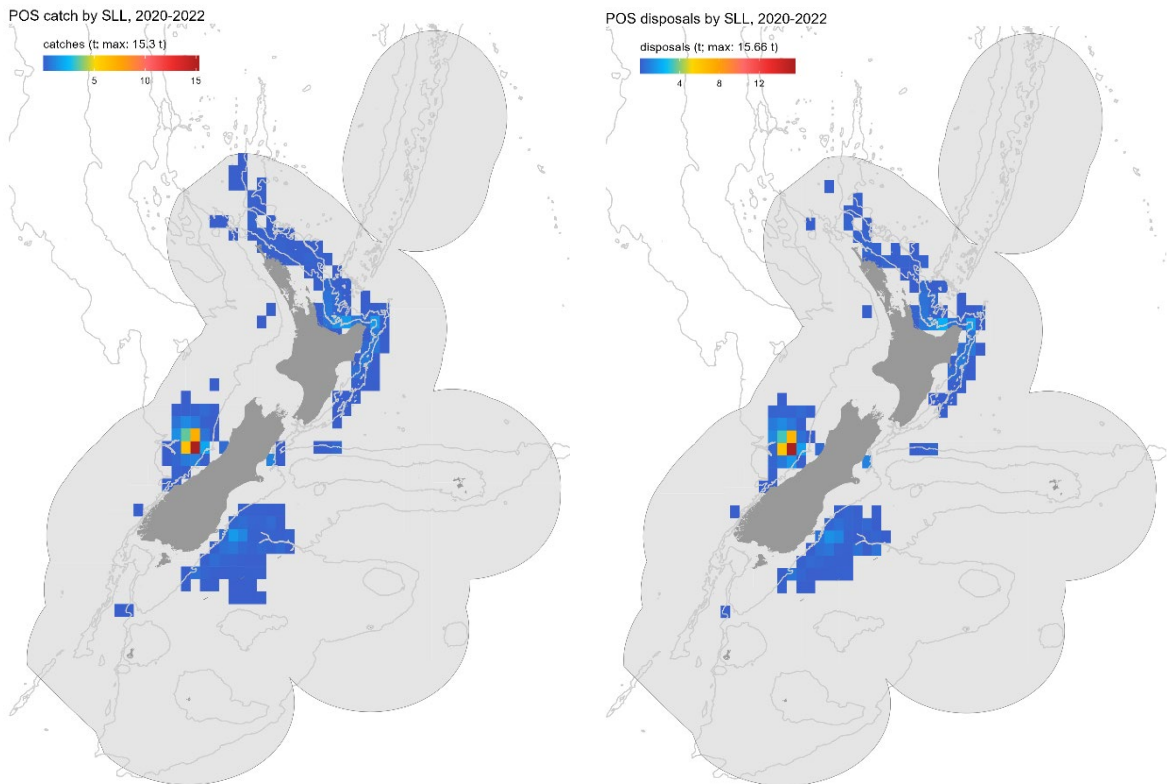 POS catch by SLL, 2020-2022
catches (t; max: 15.3 t)
5 10 15
POS disposals by SLL, 2020-2022
disposals (t; max: 15.66 t)
4 8 12